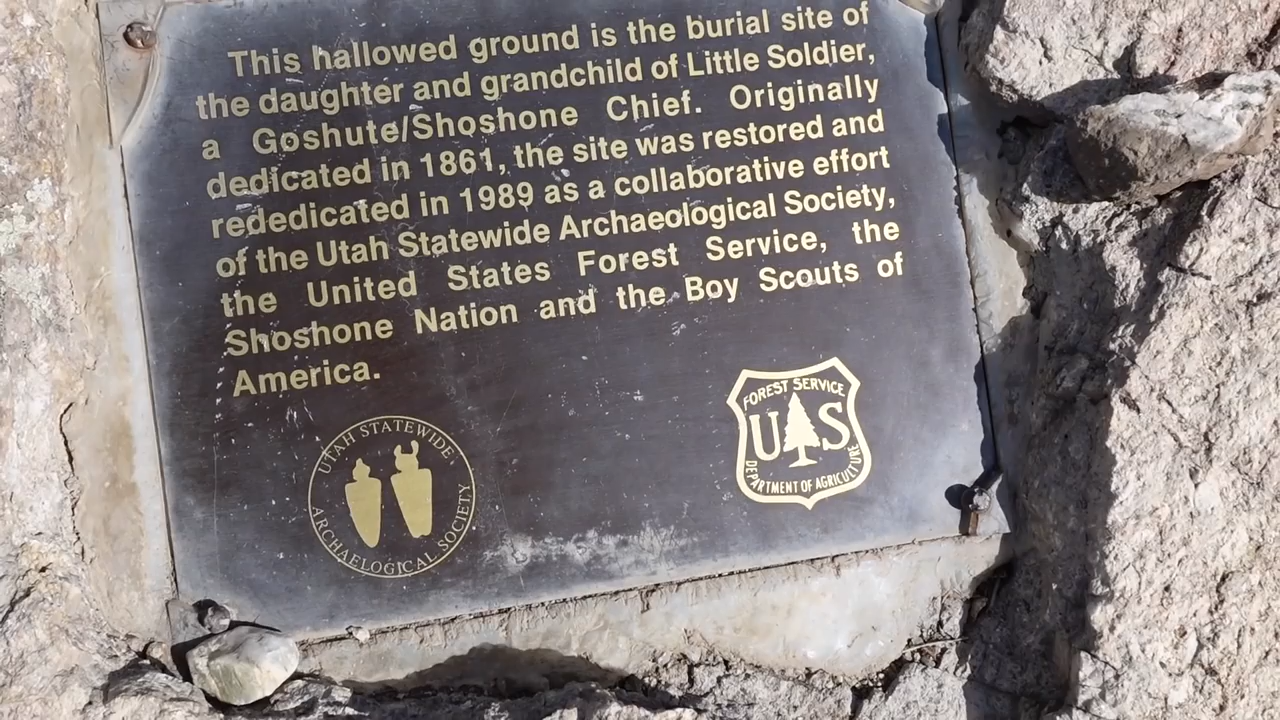 This hallowed ground is the burial site of
the daughter and grandchild of Little Soldier,
a Goshute/Shoshone Chief. Originally
dedicated in 1861, the site was restored and
rededicated in 1989 as a collaborative effort
of the Utah Statewide Archaeological Society,
the United States Forest Service, the
Shoshone Nation and the Boy Scouts of
America.
UTAH STATEWIDE
ARCHAELOGICAL SOCIETY
FOREST SERVICE
US
DEPARTMENT OF AGRICULTURE